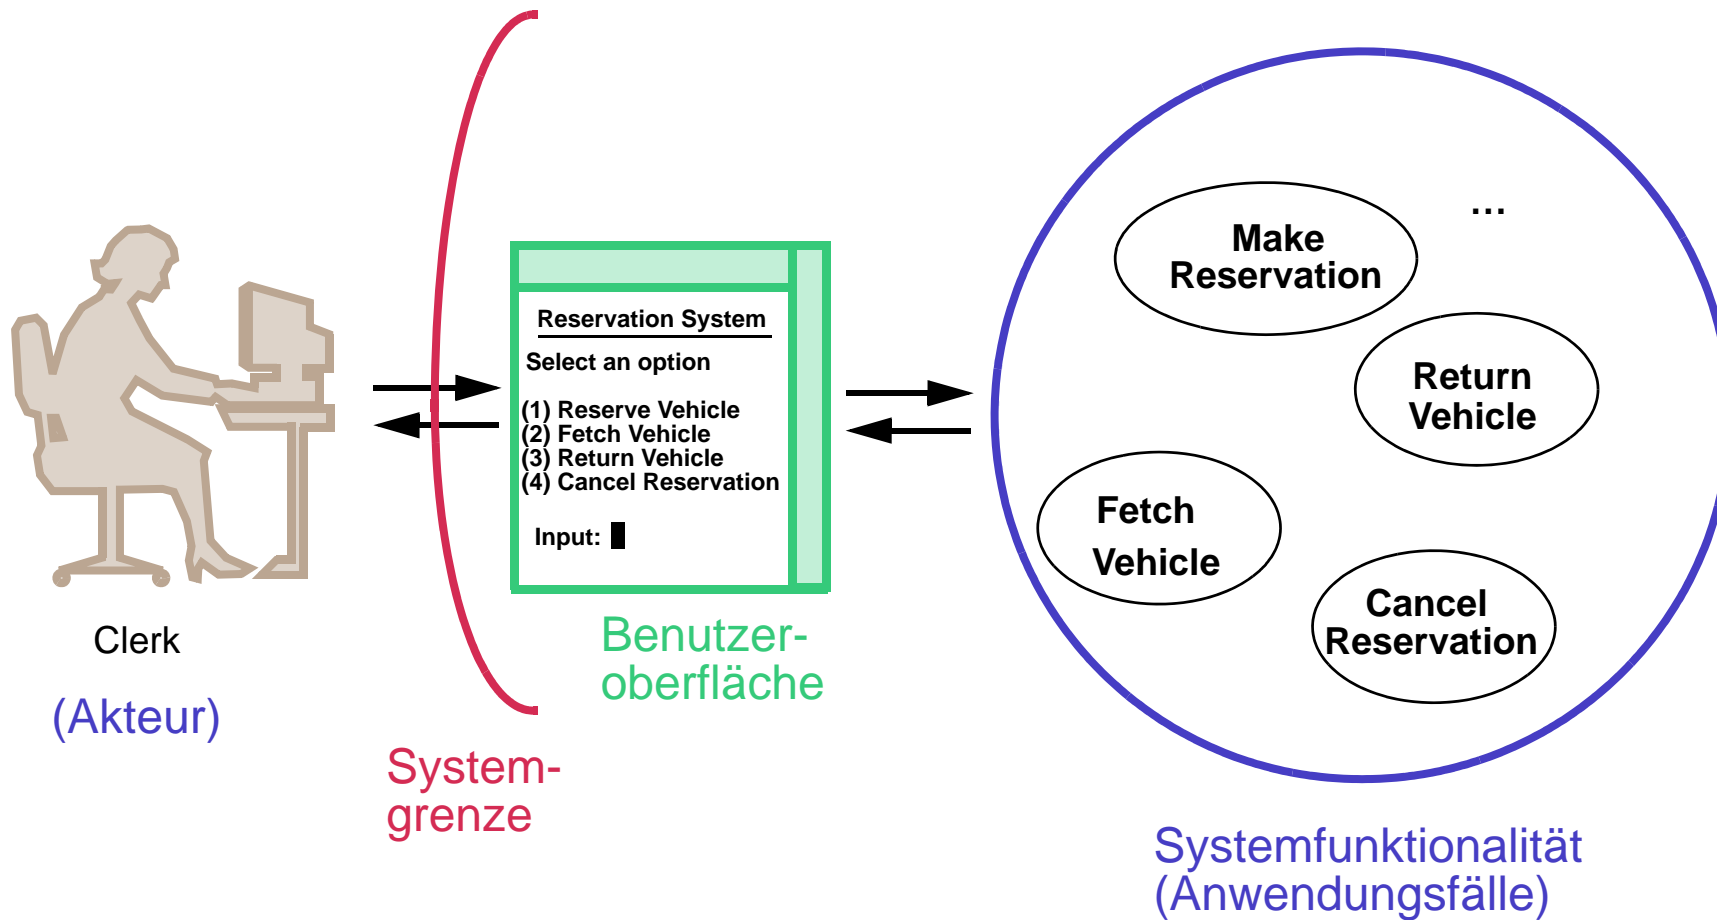 Clerk
(Akteur)
System-
grenze
Reservation System
Select an option
(1) Reserve Vehicle
(2) Fetch Vehicle
(3) Return Vehicle
(4) Cancel Reservation
Input:
Benutzer-
oberfläche
Make
Reservation
...
Return
Vehicle
Fetch
Vehicle
Cancel
Reservation
Systemfunktionalität
(Anwendungsfälle)